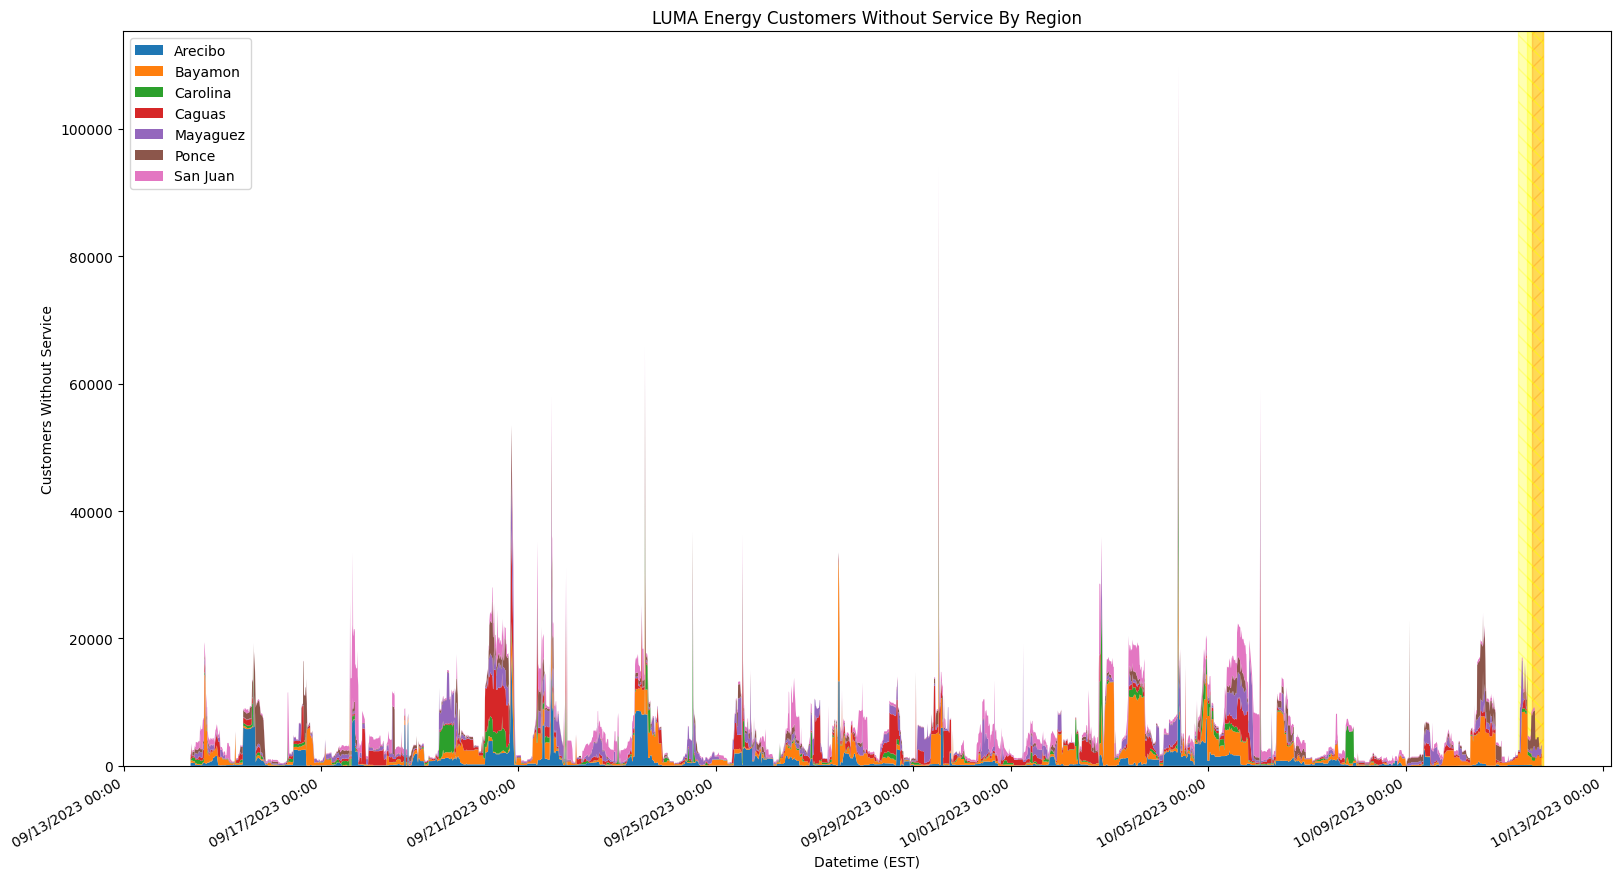 LUMA Energy Customers Without Service By Region
Arecibo
Bayamon
Carolina
Caguas
Mayaguez
Ponce
San Juan
100000
80000
60000
40000
20000
0
Customers Without Service
09/13/2023 00:00
09/17/2023 00:00
09/21/2023 00:00
09/25/2023 00:00
09/29/2023 00:00
10/01/2023 00:00
10/05/2023 00:00
10/09/2023 00:00
10/13/2023 00:00
Datetime (EST)